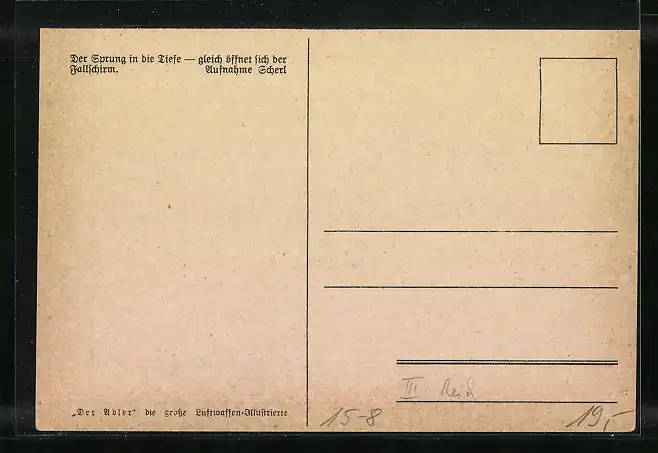 Der Sprung in die Tiefe — gleich öffnet sich der
Fallschirm. Aufnahme Scherl
„Der Adler“ die große Luftwaffen-Illustrierte
III Reich
15-8
19,-